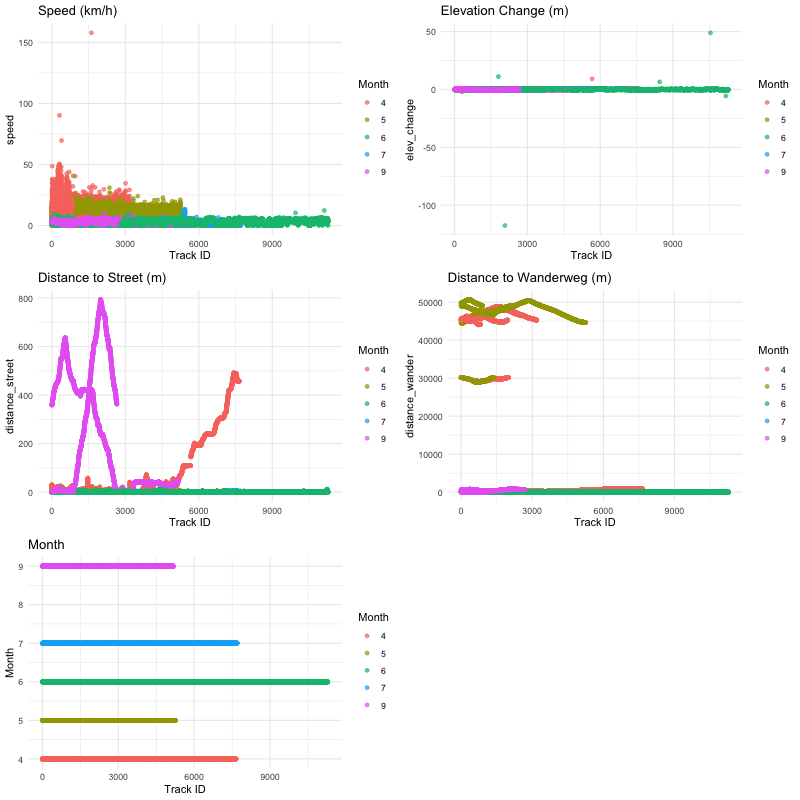 Speed (km/h)
150
100
50
0
speed
0 3000 6000 9000
Track ID
Month
4
5
6
7
9
Elevation Change (m)
50
0
-50
-100
elev_change
0 3000 6000 9000
Track ID
Month
4
5
6
7
9
Distance to Street (m)
800
600
400
200
0
distance_street
0 3000 6000 9000
Track ID
Month
4
5
6
7
9
Distance to Wanderweg (m)
50000
40000
30000
20000
10000
0
distance_wander
0 3000 6000 9000
Track ID
Month
4
5
6
7
9
Month
9
8
7
6
5
4
Month
0 3000 6000 9000
Track ID
Month
4
5
6
7
9